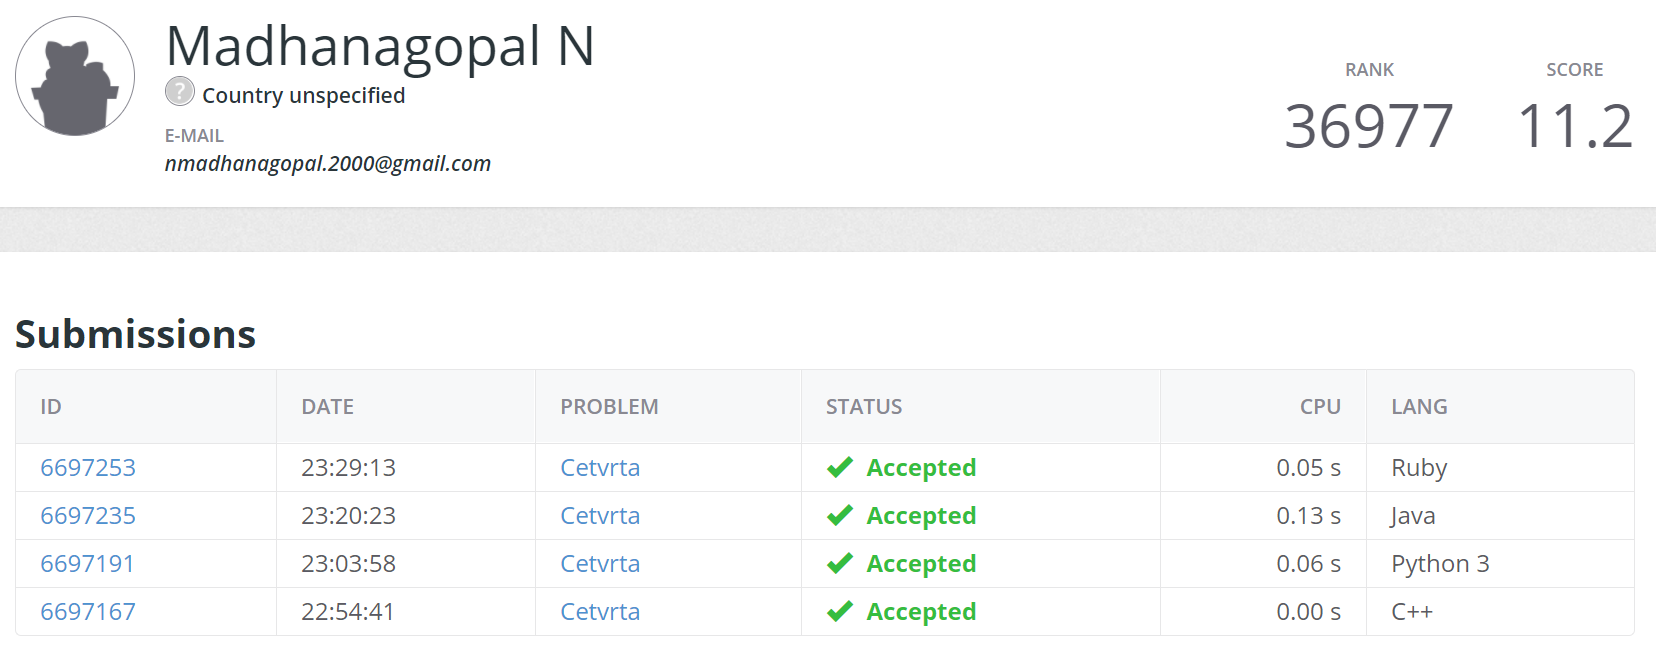 Madhanagopal N
? Country unspecified
E-MAIL
nmadhanagopal.2000@gmail.com
RANK SCORE
36977 11.2
Submissions
ID DATE PROBLEM STATUS CPU LANG
6697253 23:29:13 Cetvrta Accepted 0.05 s Ruby
6697235 23:20:23 Cetvrta Accepted 0.13 s Java
6697191 23:03:58 Cetvrta Accepted 0.06 s Python 3
6697167 22:54:41 Cetvrta Accepted 0.00 s C++